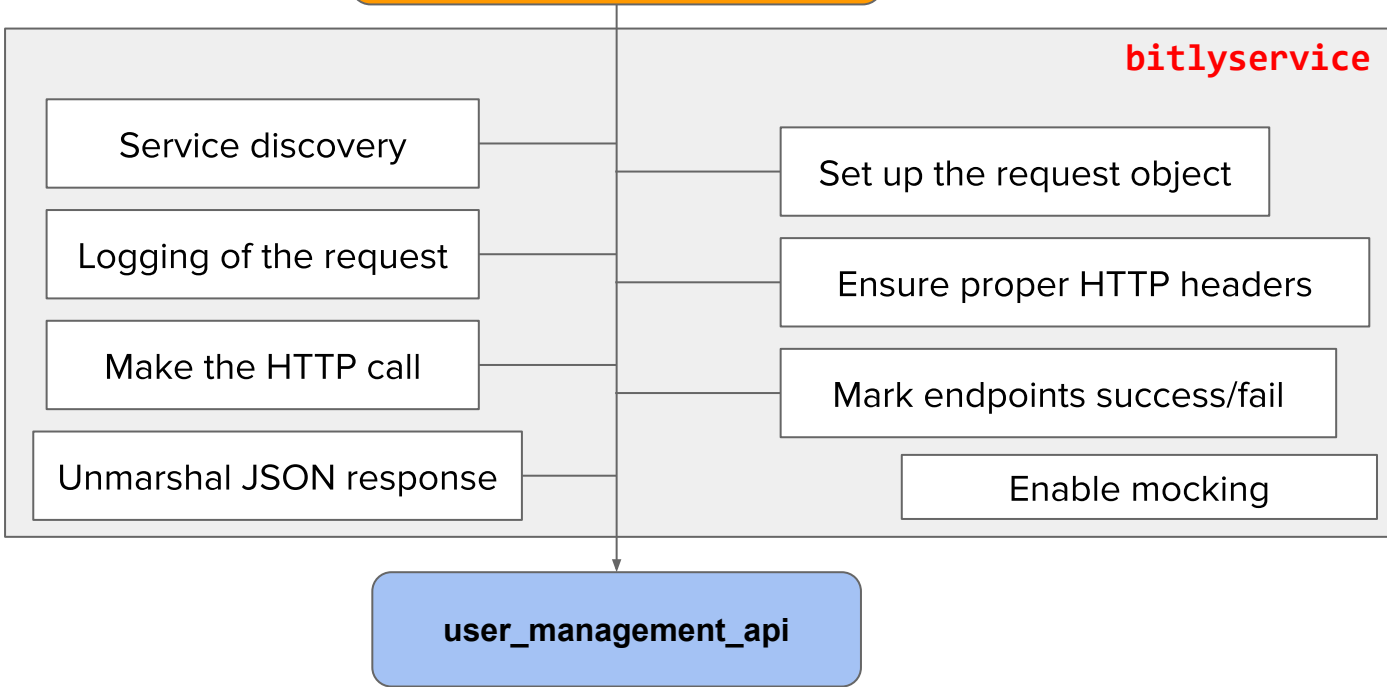 bitlyservice
Service discovery
Set up the request object
Logging of the request
Ensure proper HTTP headers
Make the HTTP call
Mark endpoints success/fail
Unmarshal JSON response
Enable mocking
user_management_api